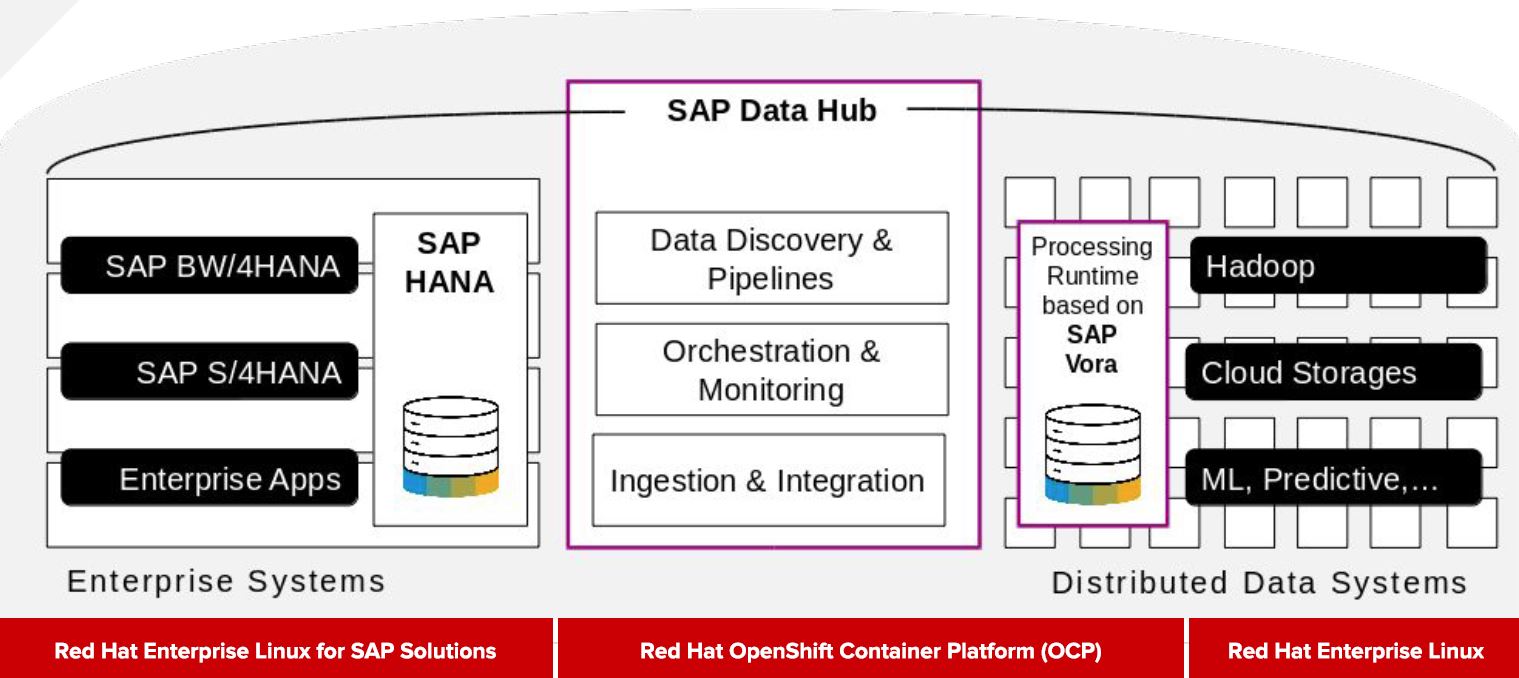 SAP Data Hub
SAP BW/4HANA
SAP S/4HANA
Enterprise Apps
SAP
HANA
Enterprise Systems
Data Discovery &
Pipelines
Orchestration &
Monitoring
Ingestion & Integration
Processing
Runtime
based on
SAP
Vora
Hadoop
Cloud Storages
ML, Predictive,...
Distributed Data Systems
Red Hat Enterprise Linux for SAP Solutions
Red Hat OpenShift Container Platform (OCP)
Red Hat Enterprise Linux